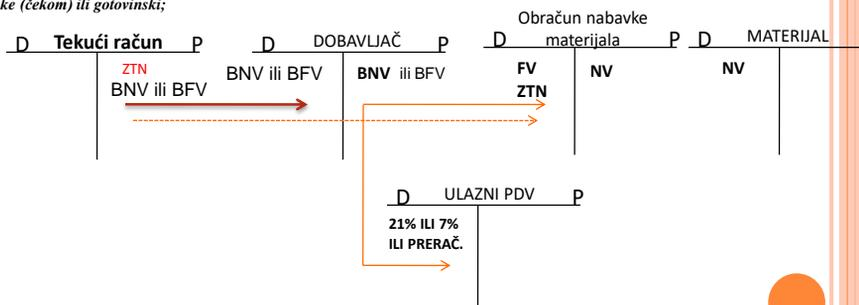 ke (čekom) ili gotovinski;
D Tekući račun P
ZTN
BNV ili BFV
D DOBAVLJAČ P
BNV ili BFV
BNV ili BFV
Obračun nabavke
D materijala P
FV
ZTN
NV
D MATERIJAL
NV
D ULAZNI PDV P
21% ILI 7%
ILI PRERAČ.